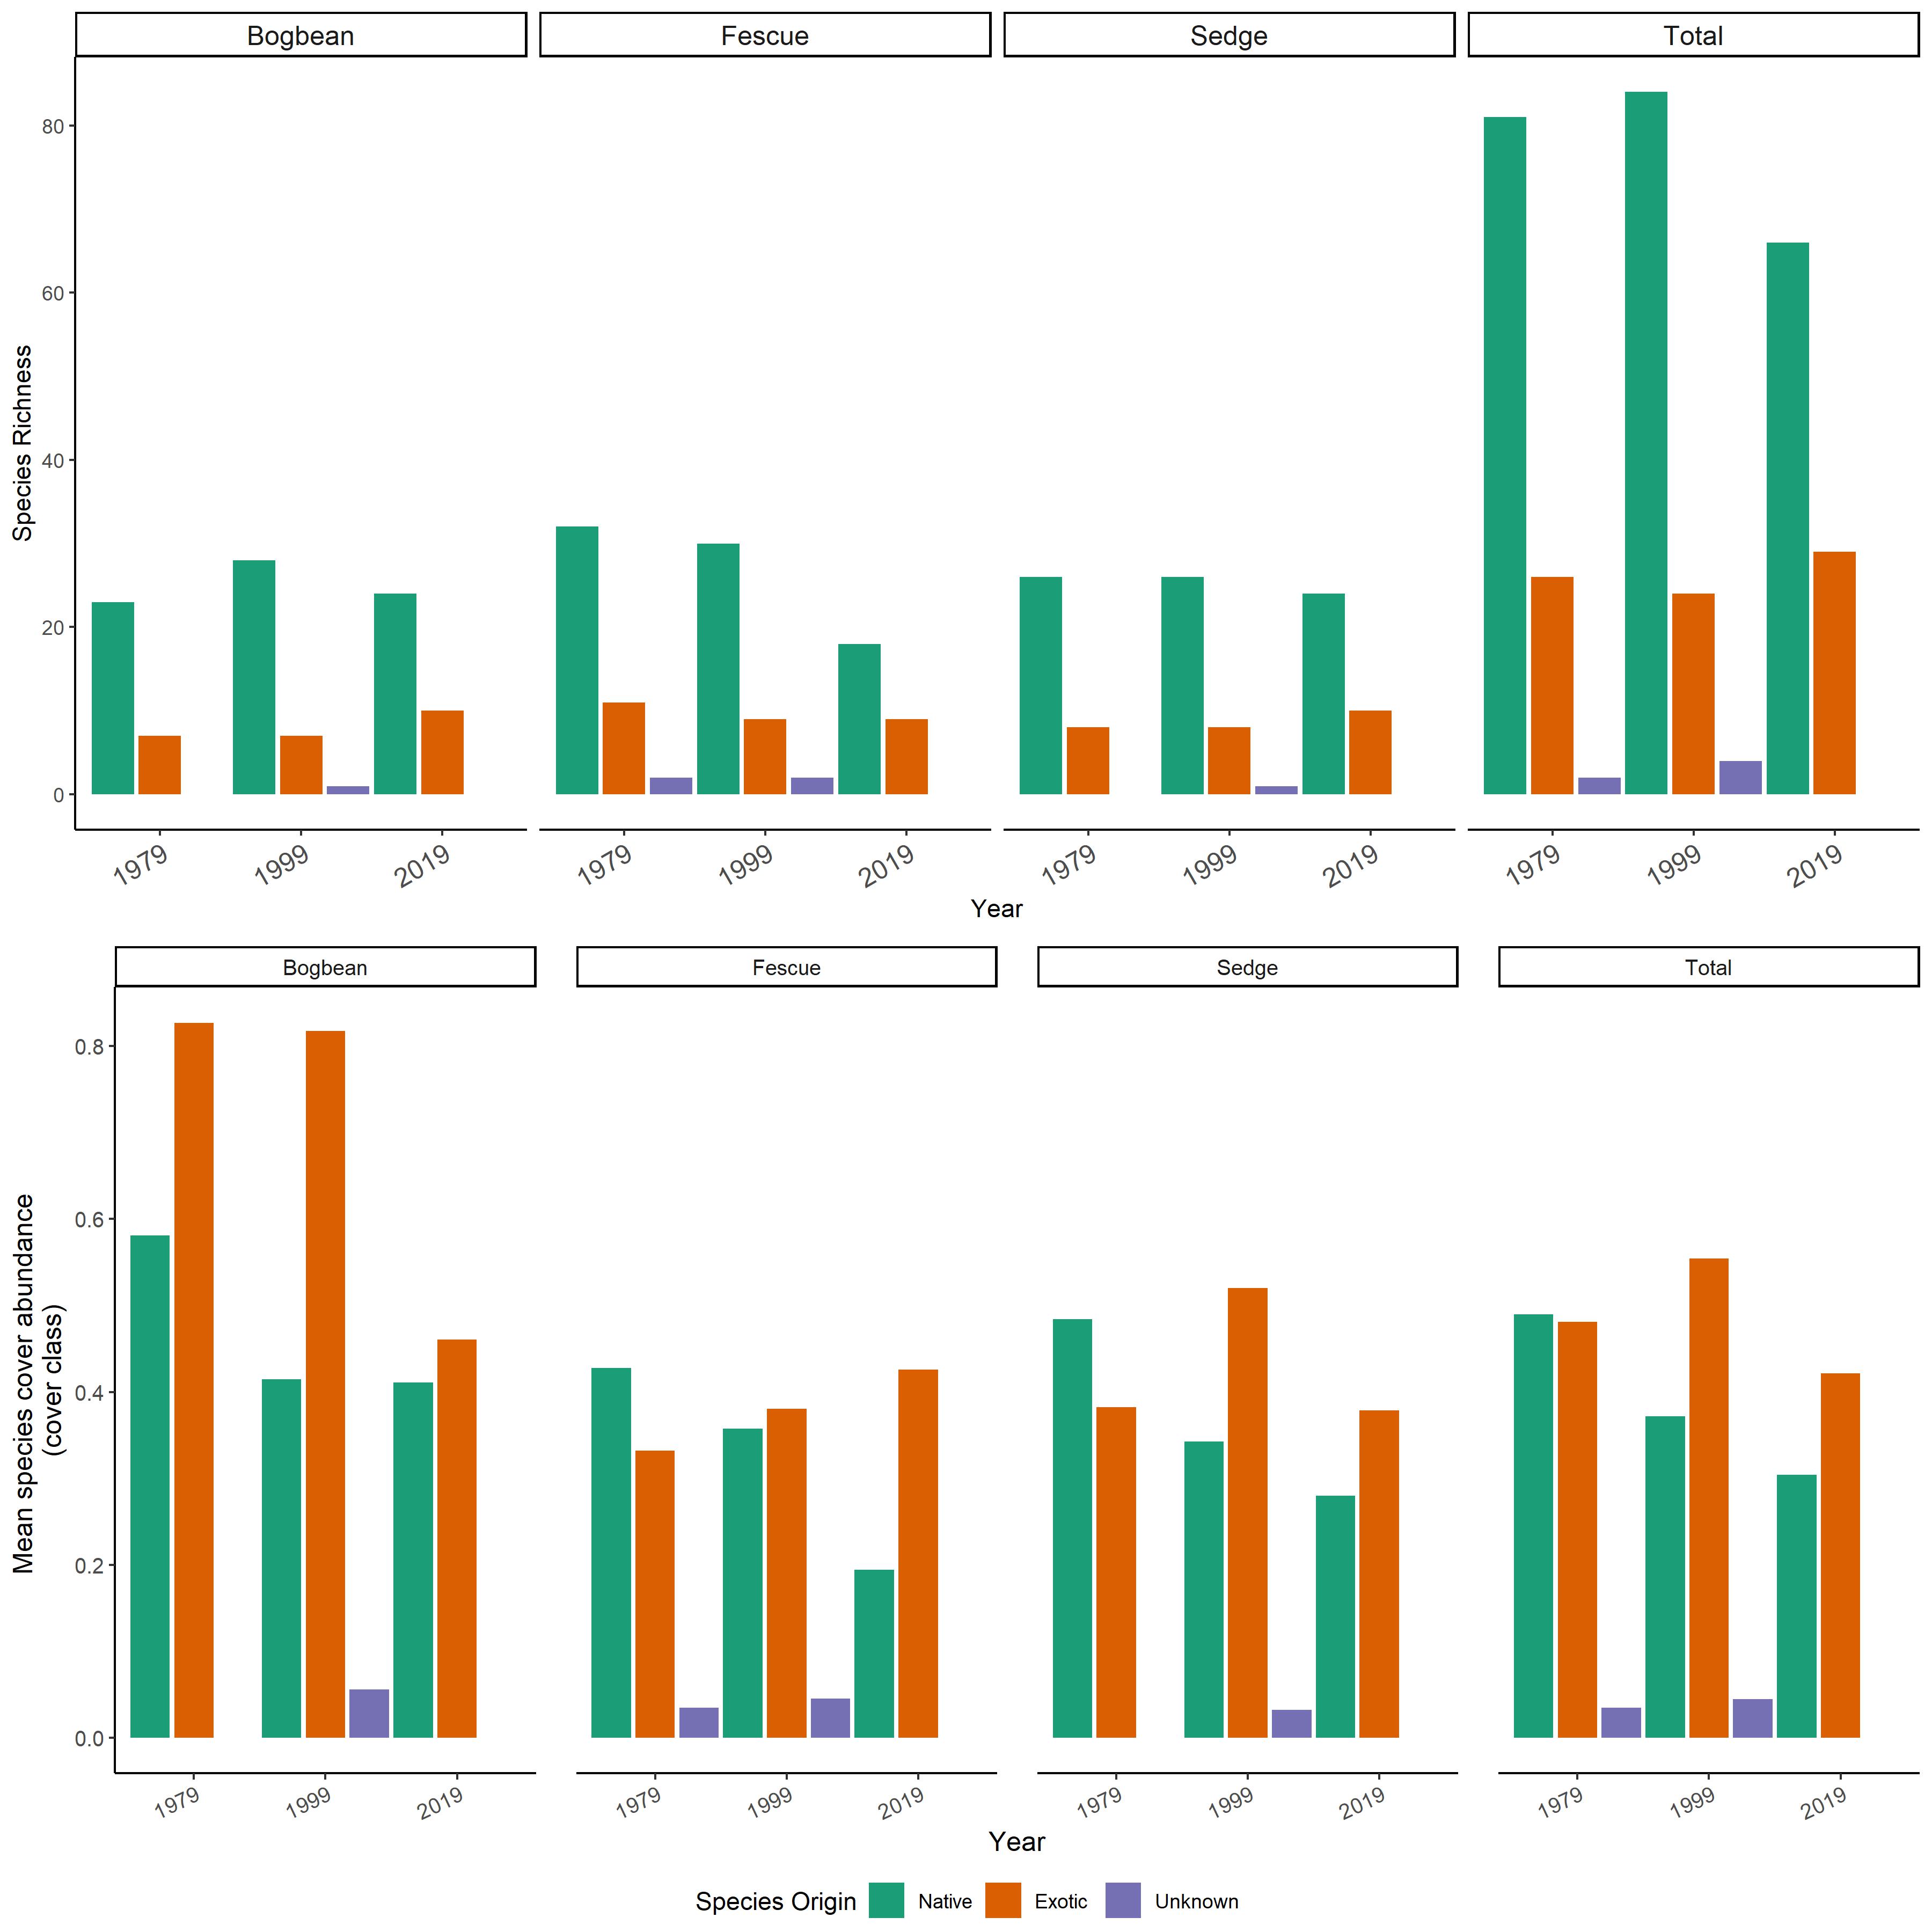 Bogbean Fescue Sedge Total
Species Richness
80
60
40
20
0
1979 1999 2019 1979 1999 2019 1979 1999 2019 1979 1999 2019
Year
Bogbean Fescue Sedge Total
Mean species cover abundance
(cover class)
0.8
0.6
0.4
0.2
0.0
1979 1999 2019 1979 1999 2019 1979 1999 2019 1979 1999 2019
Year
Species Origin Native Exotic Unknown